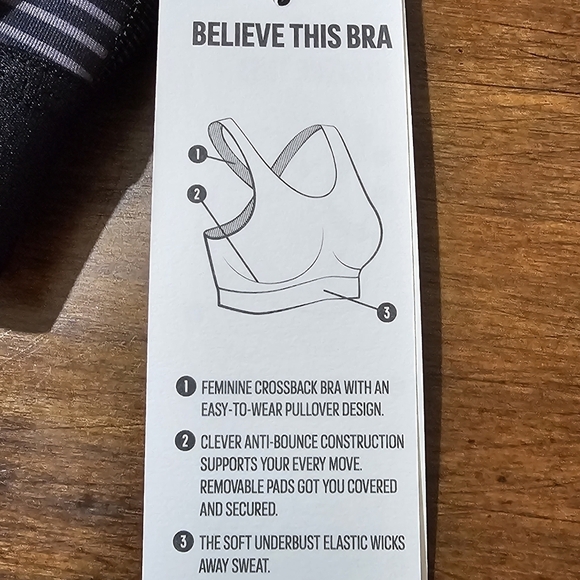 BELIEVE THIS BRA
1
2
3
1 FEMININE CROSSBACK BRA WITH AN
EASY-TO-WEAR PULLOVER DESIGN.
2 CLEVER ANTI-BOUNCE CONSTRUCTION
SUPPORTS YOUR EVERY MOVE.
REMOVABLE PADS GOT YOU COVERED
AND SECURED.
3 THE SOFT UNDERBUST ELASTIC WICKS
AWAY SWEAT.